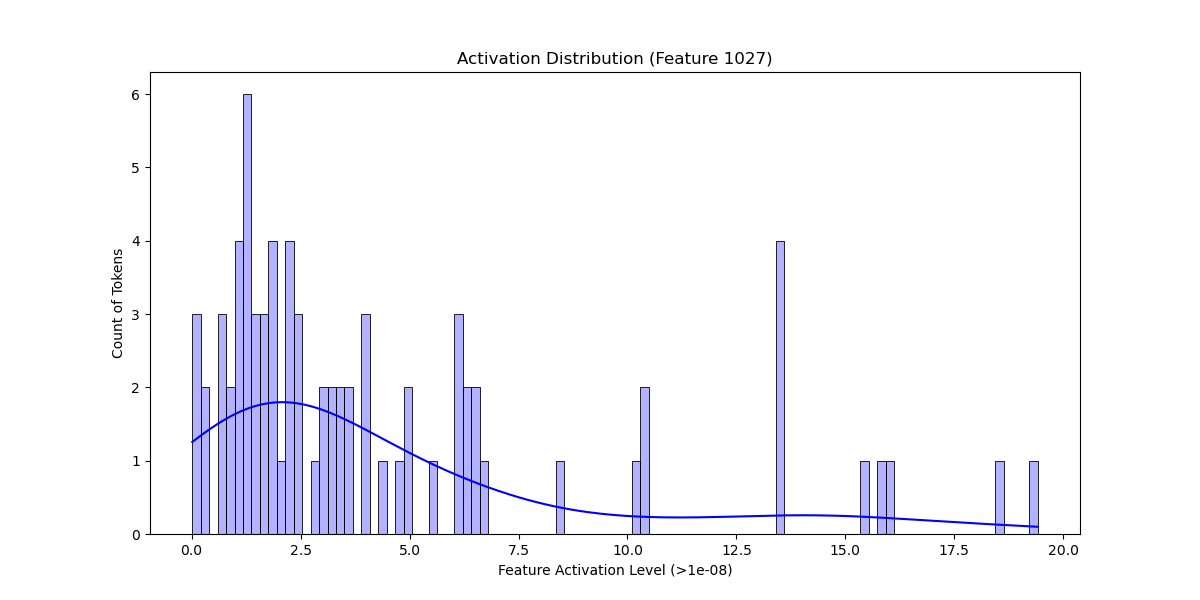 Activation Distribution (Feature 1027)
6
5
4
3
2
1
0
Count of Tokens
0.0 2.5 5.0 7.5 10.0 12.5 15.0 17.5 20.0
Feature Activation Level (>1e-08)